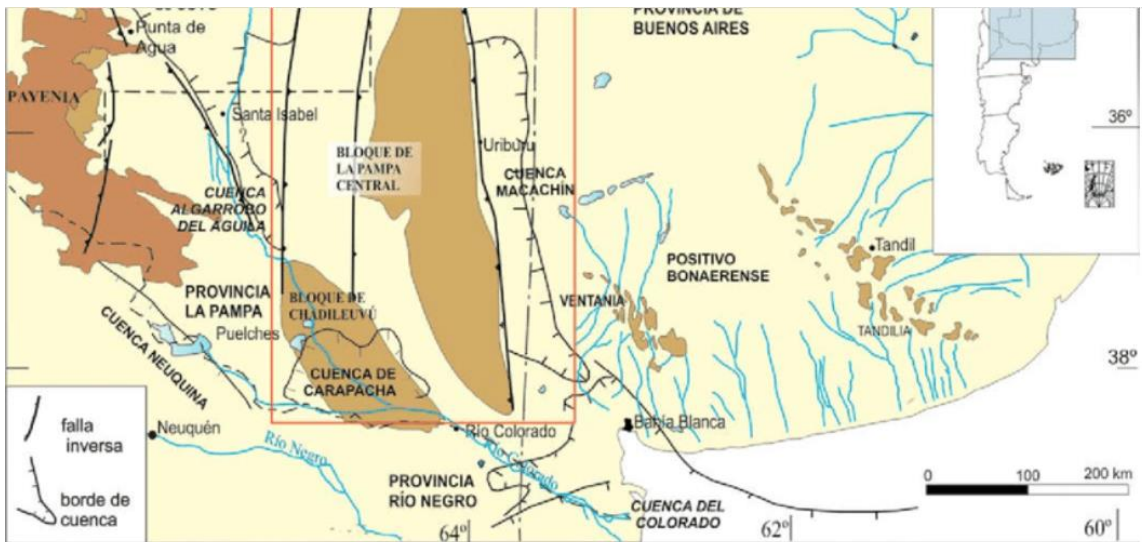 PROVINCIA DE
BUENOS AIRES
Punta de
Agua
PAYENIA
Santa Isabel
?
36º
BLOQUE DE
LA PAMPA
CENTRAL
Uriburu
CUENCA
MACACHÍN
CUENCA
ALGARROBO
DEL AGUILA
POSITIVO
BONAERENSE
Tandil
PROVINCIA
LA PAMPA
BLOQUE DE
CHADILEUVÚ
VENTANIA
TANDILIA
Puelches
CUENCA NEUQUINA
CUENCA DE
CARAPACHA
38º
falla
inversa
Neuquén
Río Negro
Río Colorado
Bahía Blanca
Río Colorado
PROVINCIA
RÍO NEGRO
borde de
cuenca
CUENCA DEL
COLORADO
0 100 200 km
64º
62º
60º